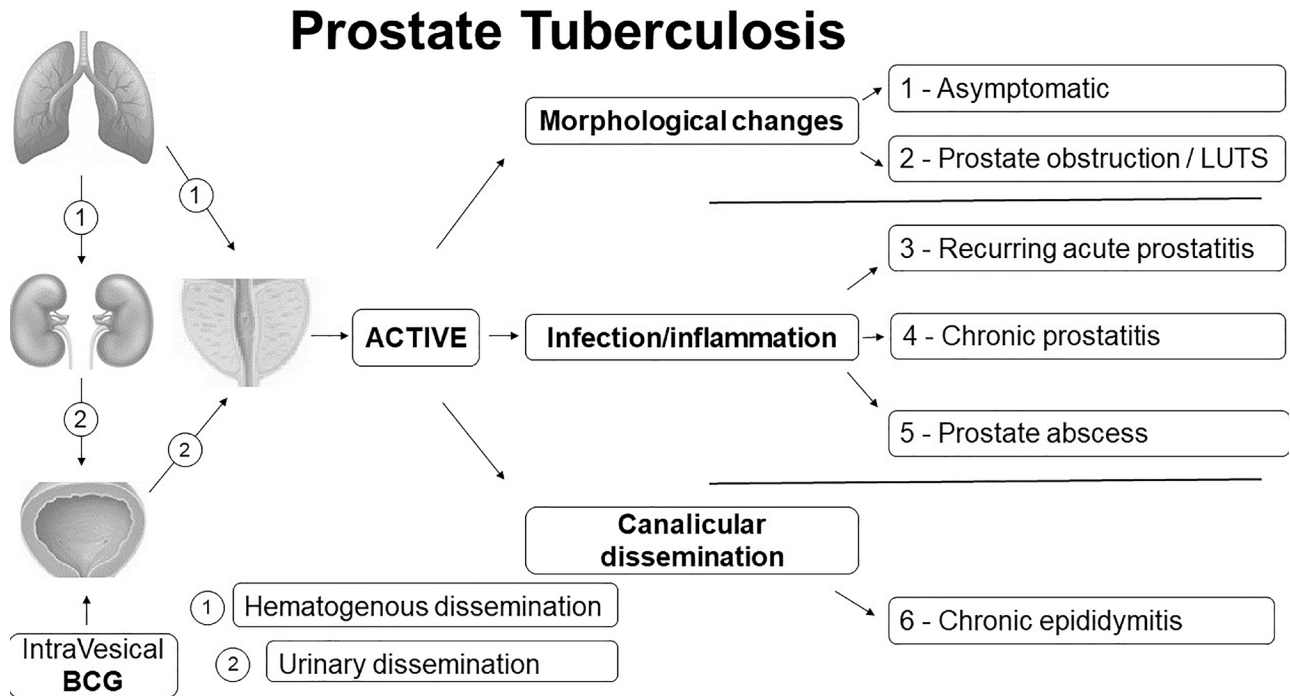 Prostate Tuberculosis
1
1
2
2
IntraVesical
BCG
ACTIVE
Morphological changes
1 - Asymptomatic
2 - Prostate obstruction / LUTS
Infection/inflammation
3 - Recurring acute prostatitis
4 - Chronic prostatitis
5 - Prostate abscess
Canalicular
dissemination
6 - Chronic epididymitis
1 Hematogenous dissemination
2 Urinary dissemination